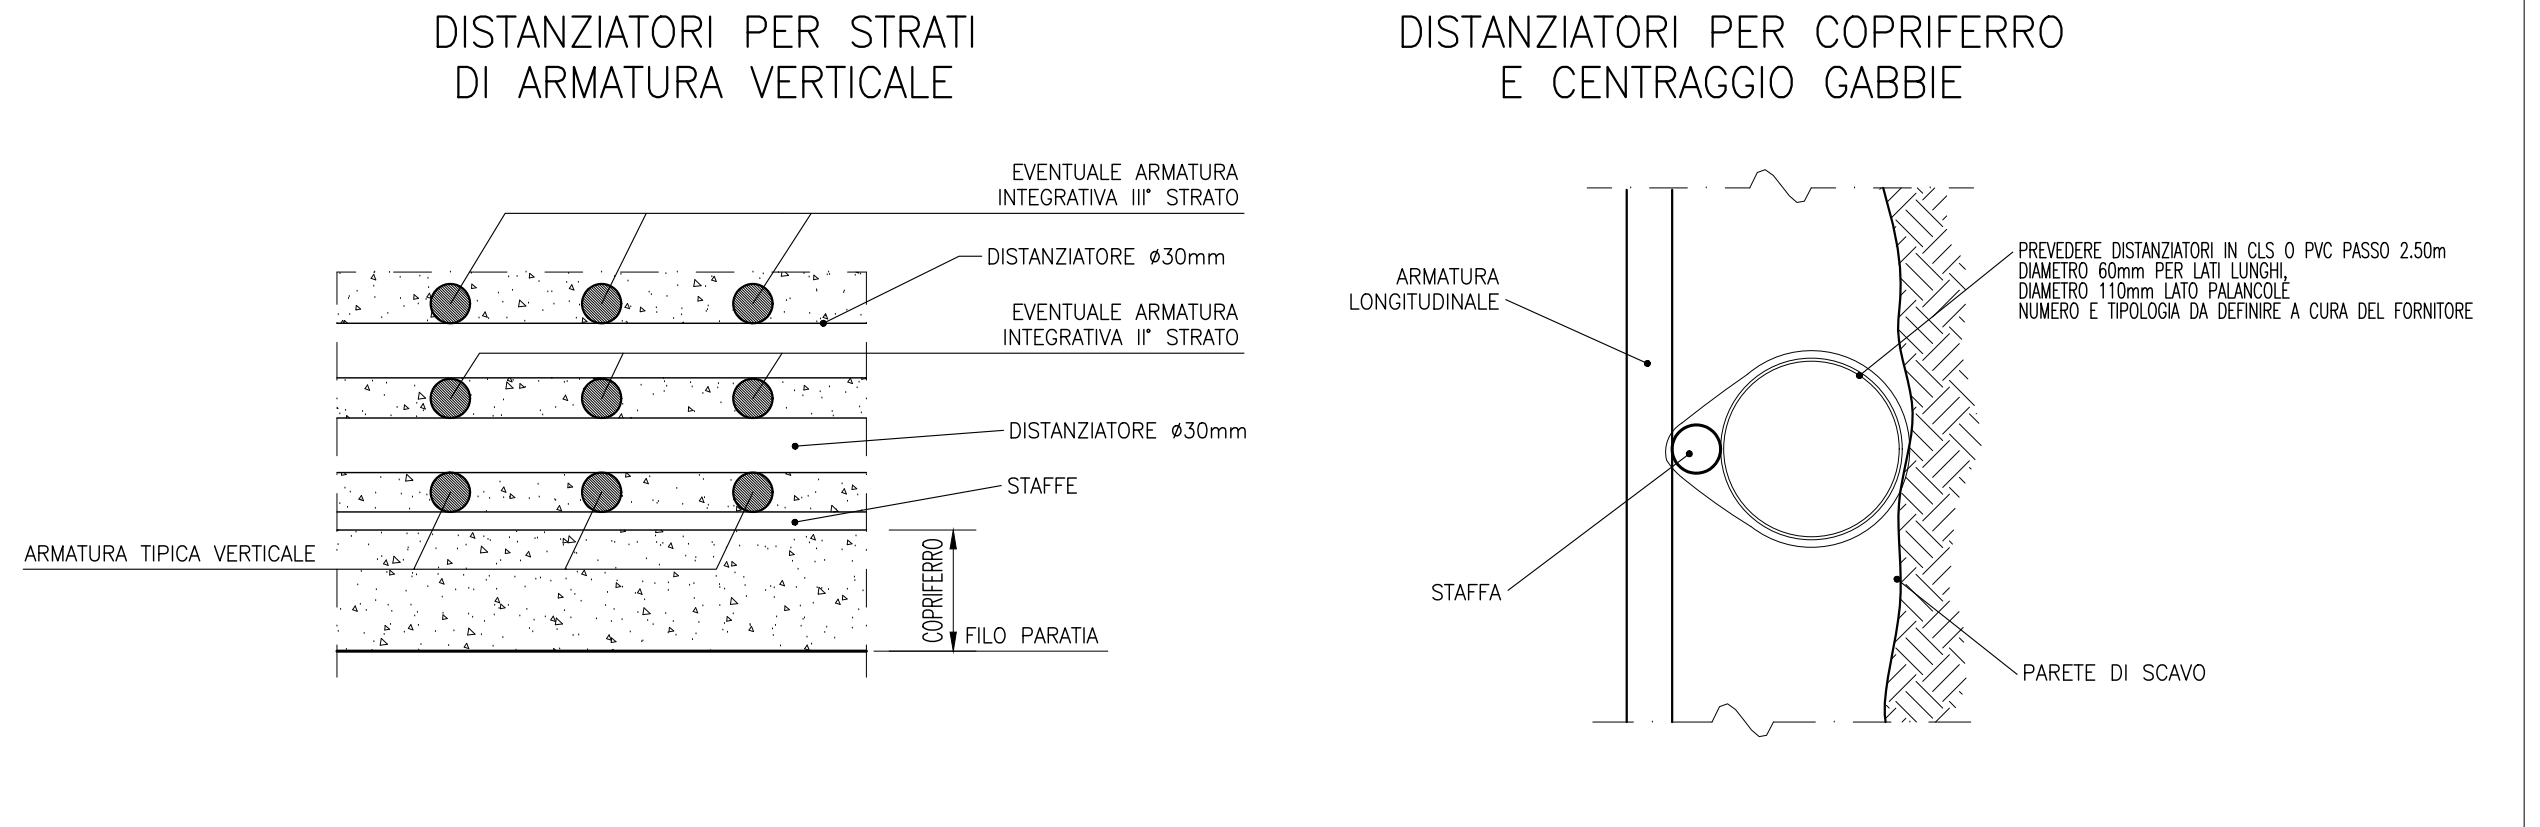 DISTANZIATORI PER STRATI
DI ARMATURA VERTICALE
EVENTUALE ARMATURA
INTEGRATIVA III° STRATO
DISTANZIATORE ø30mm
EVENTUALE ARMATURA
INTEGRATIVA II° STRATO
DISTANZIATORE ø30mm
STAFFE
ARMATURA TIPICA VERTICALE
COPRIFERRO
FILO PARATIA
DISTANZIATORI PER COPRIFERRO
E CENTRAGGIO GABBIE
ARMATURA
LONGITUDINALE
PREVEDERE DISTANZIATORI IN CLS O PVC PASSO 2.50m
DIAMETRO 60mm PER LATI LUNGHI,
DIAMETRO 110mm LATO PALANCOLE
NUMERO E TIPOLOGIA DA DEFINIRE A CURA DEL FORNITORE
STAFFA
PARETE DI SCAVO